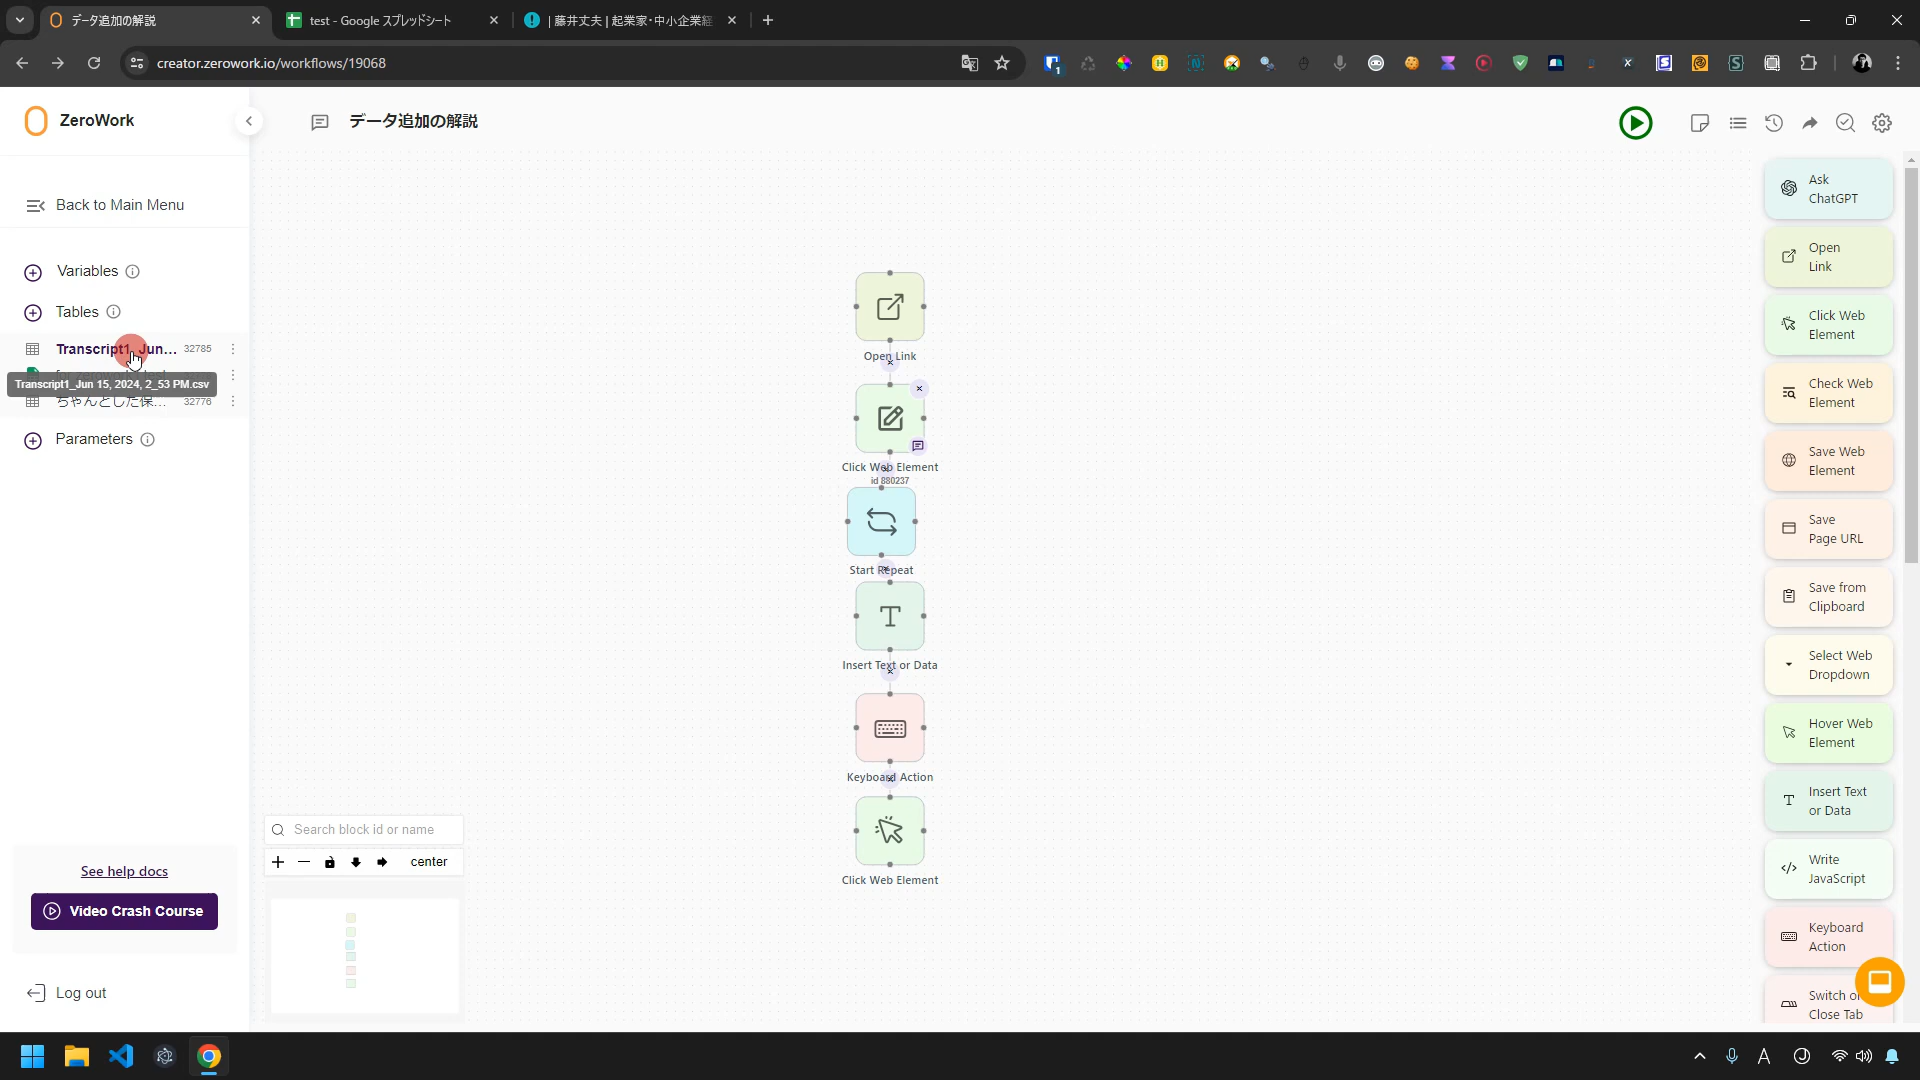 データ追加の解説
test - Google スプレッドシート
| 藤井丈夫 | 起業家・中小企業経
creator.zerowork.io/workflows/19068
ZeroWork
データ追加の解説
Back to Main Menu
Variables
Tables
Transcript1_Jun... 32785
Transcript1_Jun 15, 2024, 2_53 PM.csv
ちゃんとした保... 32776
Parameters
See help docs
Video Crash Course
Log out
Open Link
Click Web Element
id 880237
Start Repeat
Insert Text or Data
Keyboard Action
Click Web Element
Search block id or name
center
Ask
ChatGPT
Open
Link
Click Web
Element
Check Web
Element
Save Web
Element
Save
Page URL
Save from
Clipboard
Select Web
Dropdown
Hover Web
Element
Insert Text
or Data
Write
JavaScript
Keyboard
Action
Switch or
Close Tab